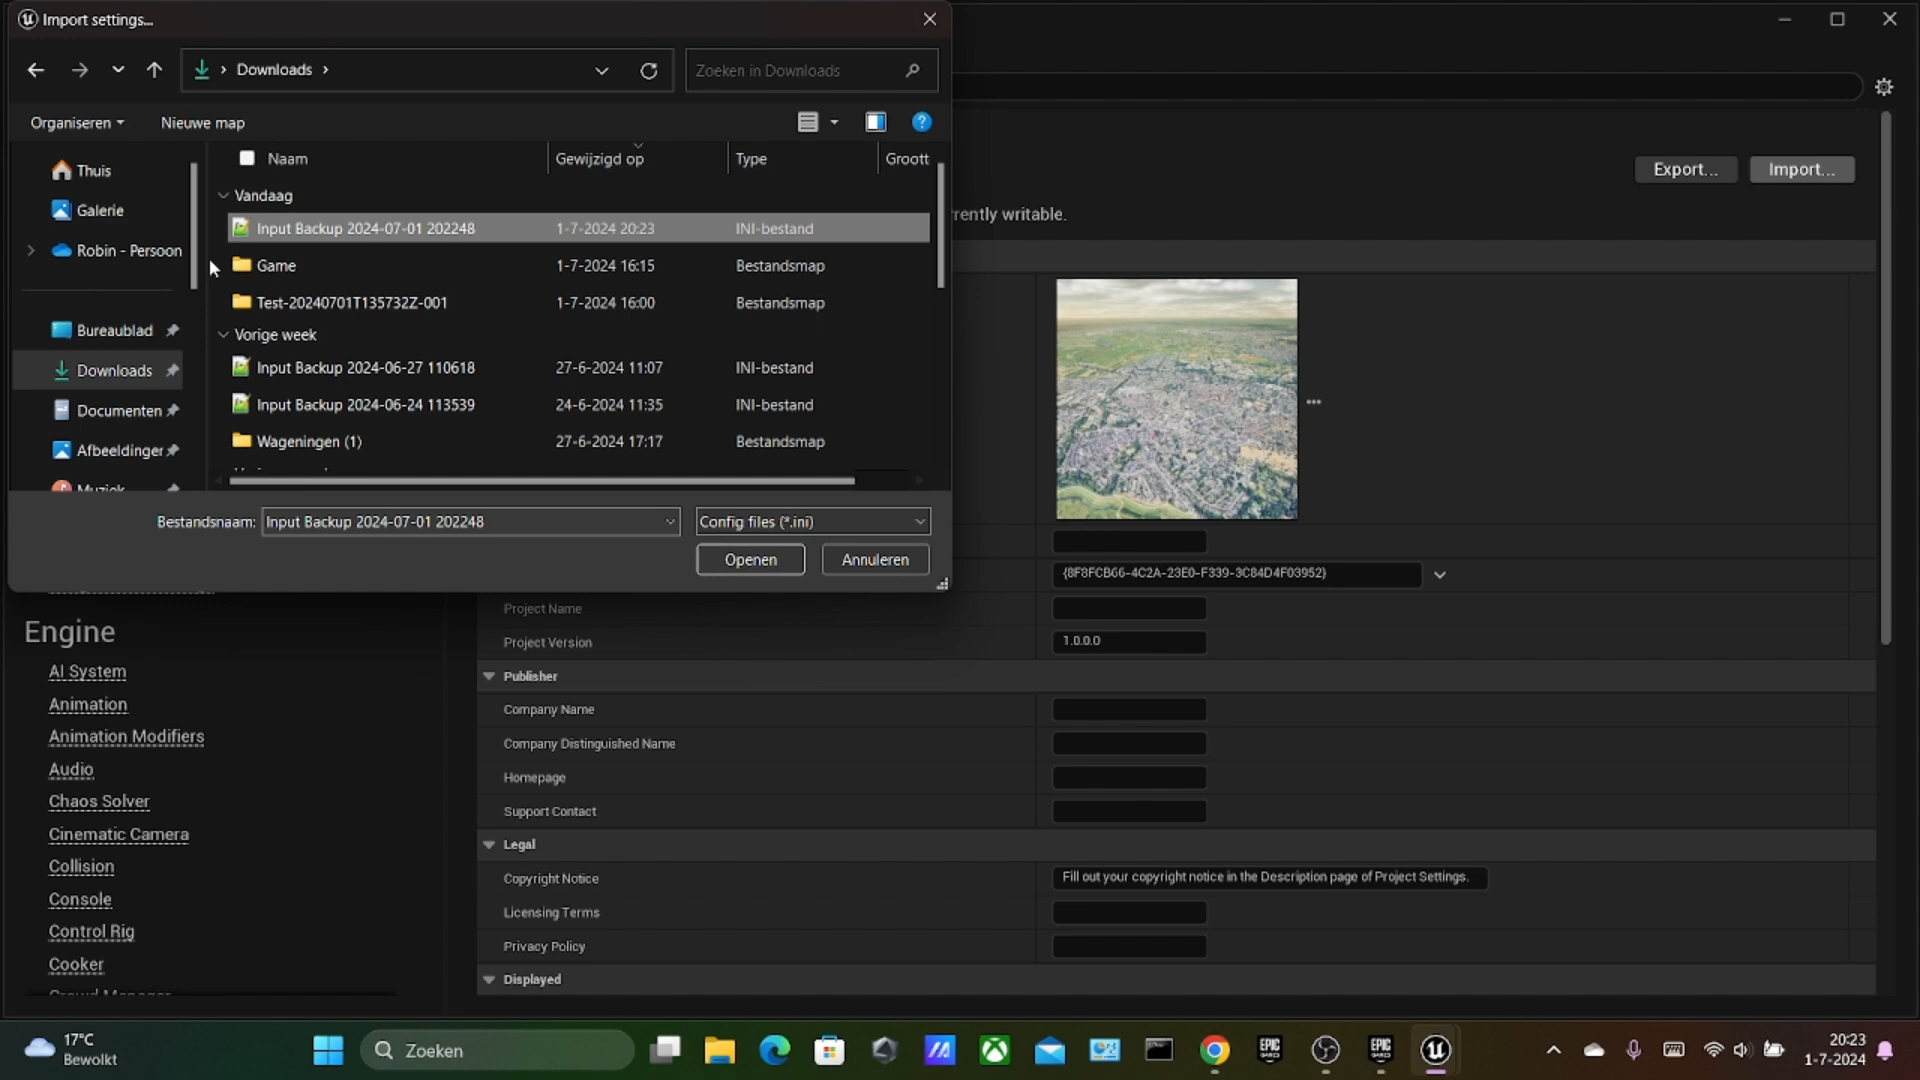 Import settings...
Downloads
Zoeken in Downloads
Organiseren
Nieuwe map
Thuis
Galerie
Robin - Persoon
Bureaublad
Downloads
Documenten
Afbeeldinger
Muziek
Naam
Gewijzigd op
Type
Groott
Vandaag
Input Backup 2024-07-01 202248 1-7-2024 20:23 INI-bestand
Game 1-7-2024 16:15 Bestandsmap
Test-20240701T135732Z-001 1-7-2024 16:00 Bestandsmap
Vorige week
Input Backup 2024-06-27 110618 27-6-2024 11:07 INI-bestand
Input Backup 2024-06-24 113539 24-6-2024 11:35 INI-bestand
Wageningen (1) 27-6-2024 17:17 Bestandsmap
Bestandsnaam: Input Backup 2024-07-01 202248
Config files (*.ini)
Openen
Annuleren
Export...
Import...
rently writable.
{8F8FCB66-4C2A-23E0-F339-3C84D4F03952}
Project Name
Project Version 1.0.0.0
Publisher
Company Name
Company Distinguished Name
Homepage
Support Contact
Legal
Copyright Notice Fill out your copyright notice in the Description page of Project Settings.
Licensing Terms
Privacy Policy
Displayed
Engine
AI System
Animation
Animation Modifiers
Audio
Chaos Solver
Cinematic Camera
Collision
Console
Control Rig
Cooker
Crowd Manager
17°C
Bewolkt
Zoeken
EPIC GAMES
EPIC GAMES
20:23
1-7-2024